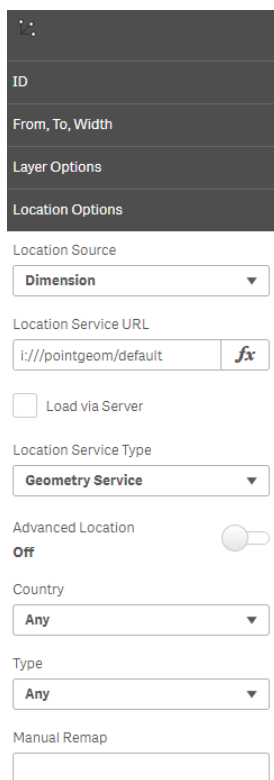 ID
From, To, Width
Layer Options
Location Options
Location Source
Dimension
Location Service URL
i:///pointgeom/default fx
Load via Server
Location Service Type
Geometry Service
Advanced Location
Off
Country
Any
Type
Any
Manual Remap